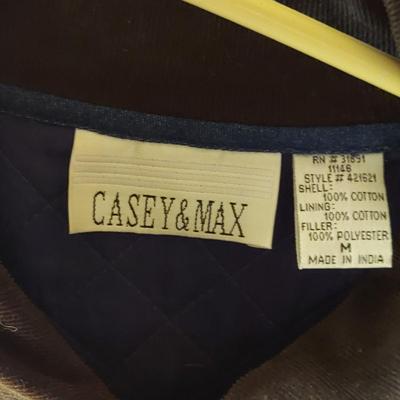 CASEY&MAX
RN # 31851
11146
STYLE # 421621
SHELL:
100% COTTON
LINING:
100% COTTON
FILLER:
100% POLYESTER
M
MADE IN INDIA